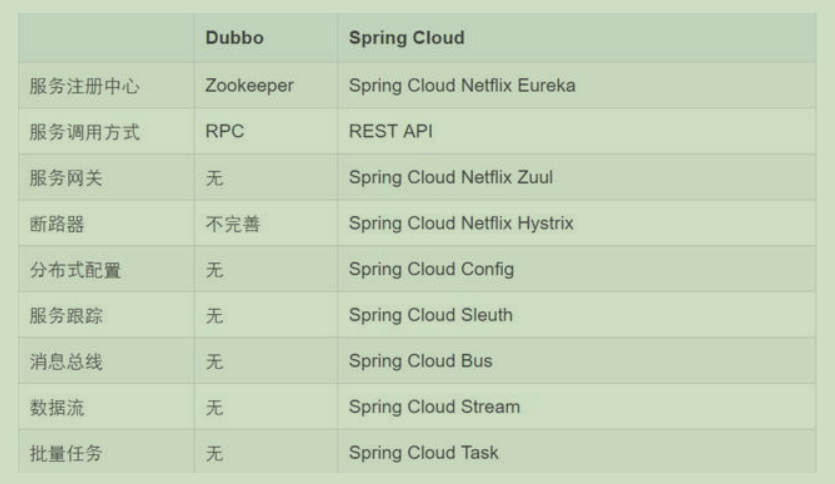 Dubbo Spring Cloud
服务注册中心 Zookeeper Spring Cloud Netflix Eureka
服务调用方式 RPC REST API
服务网关 无 Spring Cloud Netflix Zuul
断路器 不完善 Spring Cloud Netflix Hystrix
分布式配置 无 Spring Cloud Config
服务跟踪 无 Spring Cloud Sleuth
消息总线 无 Spring Cloud Bus
数据流 无 Spring Cloud Stream
批量任务 无 Spring Cloud Task